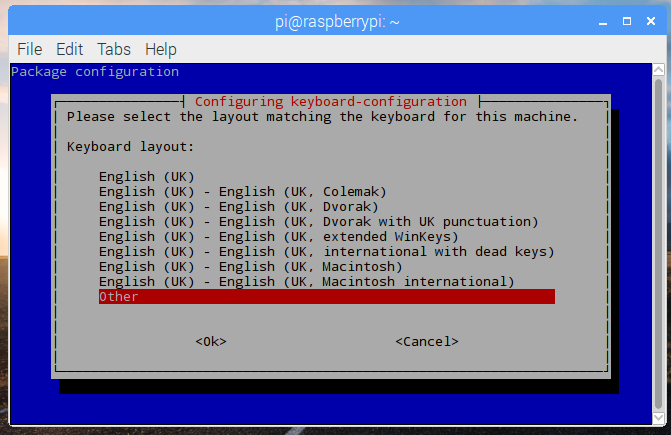 pi@raspberrypi: ~
File Edit Tabs Help
Package configuration
Configuring keyboard-configuration
Please select the layout matching the keyboard for this machine.
Keyboard layout:
English (UK)
English (UK) - English (UK, Colemak)
English (UK) - English (UK, Dvorak)
English (UK) - English (UK, Dvorak with UK punctuation)
English (UK) - English (UK, extended WinKeys)
English (UK) - English (UK, international with dead keys)
English (UK) - English (UK, Macintosh)
English (UK) - English (UK, Macintosh international)
Other
<Ok> <Cancel>